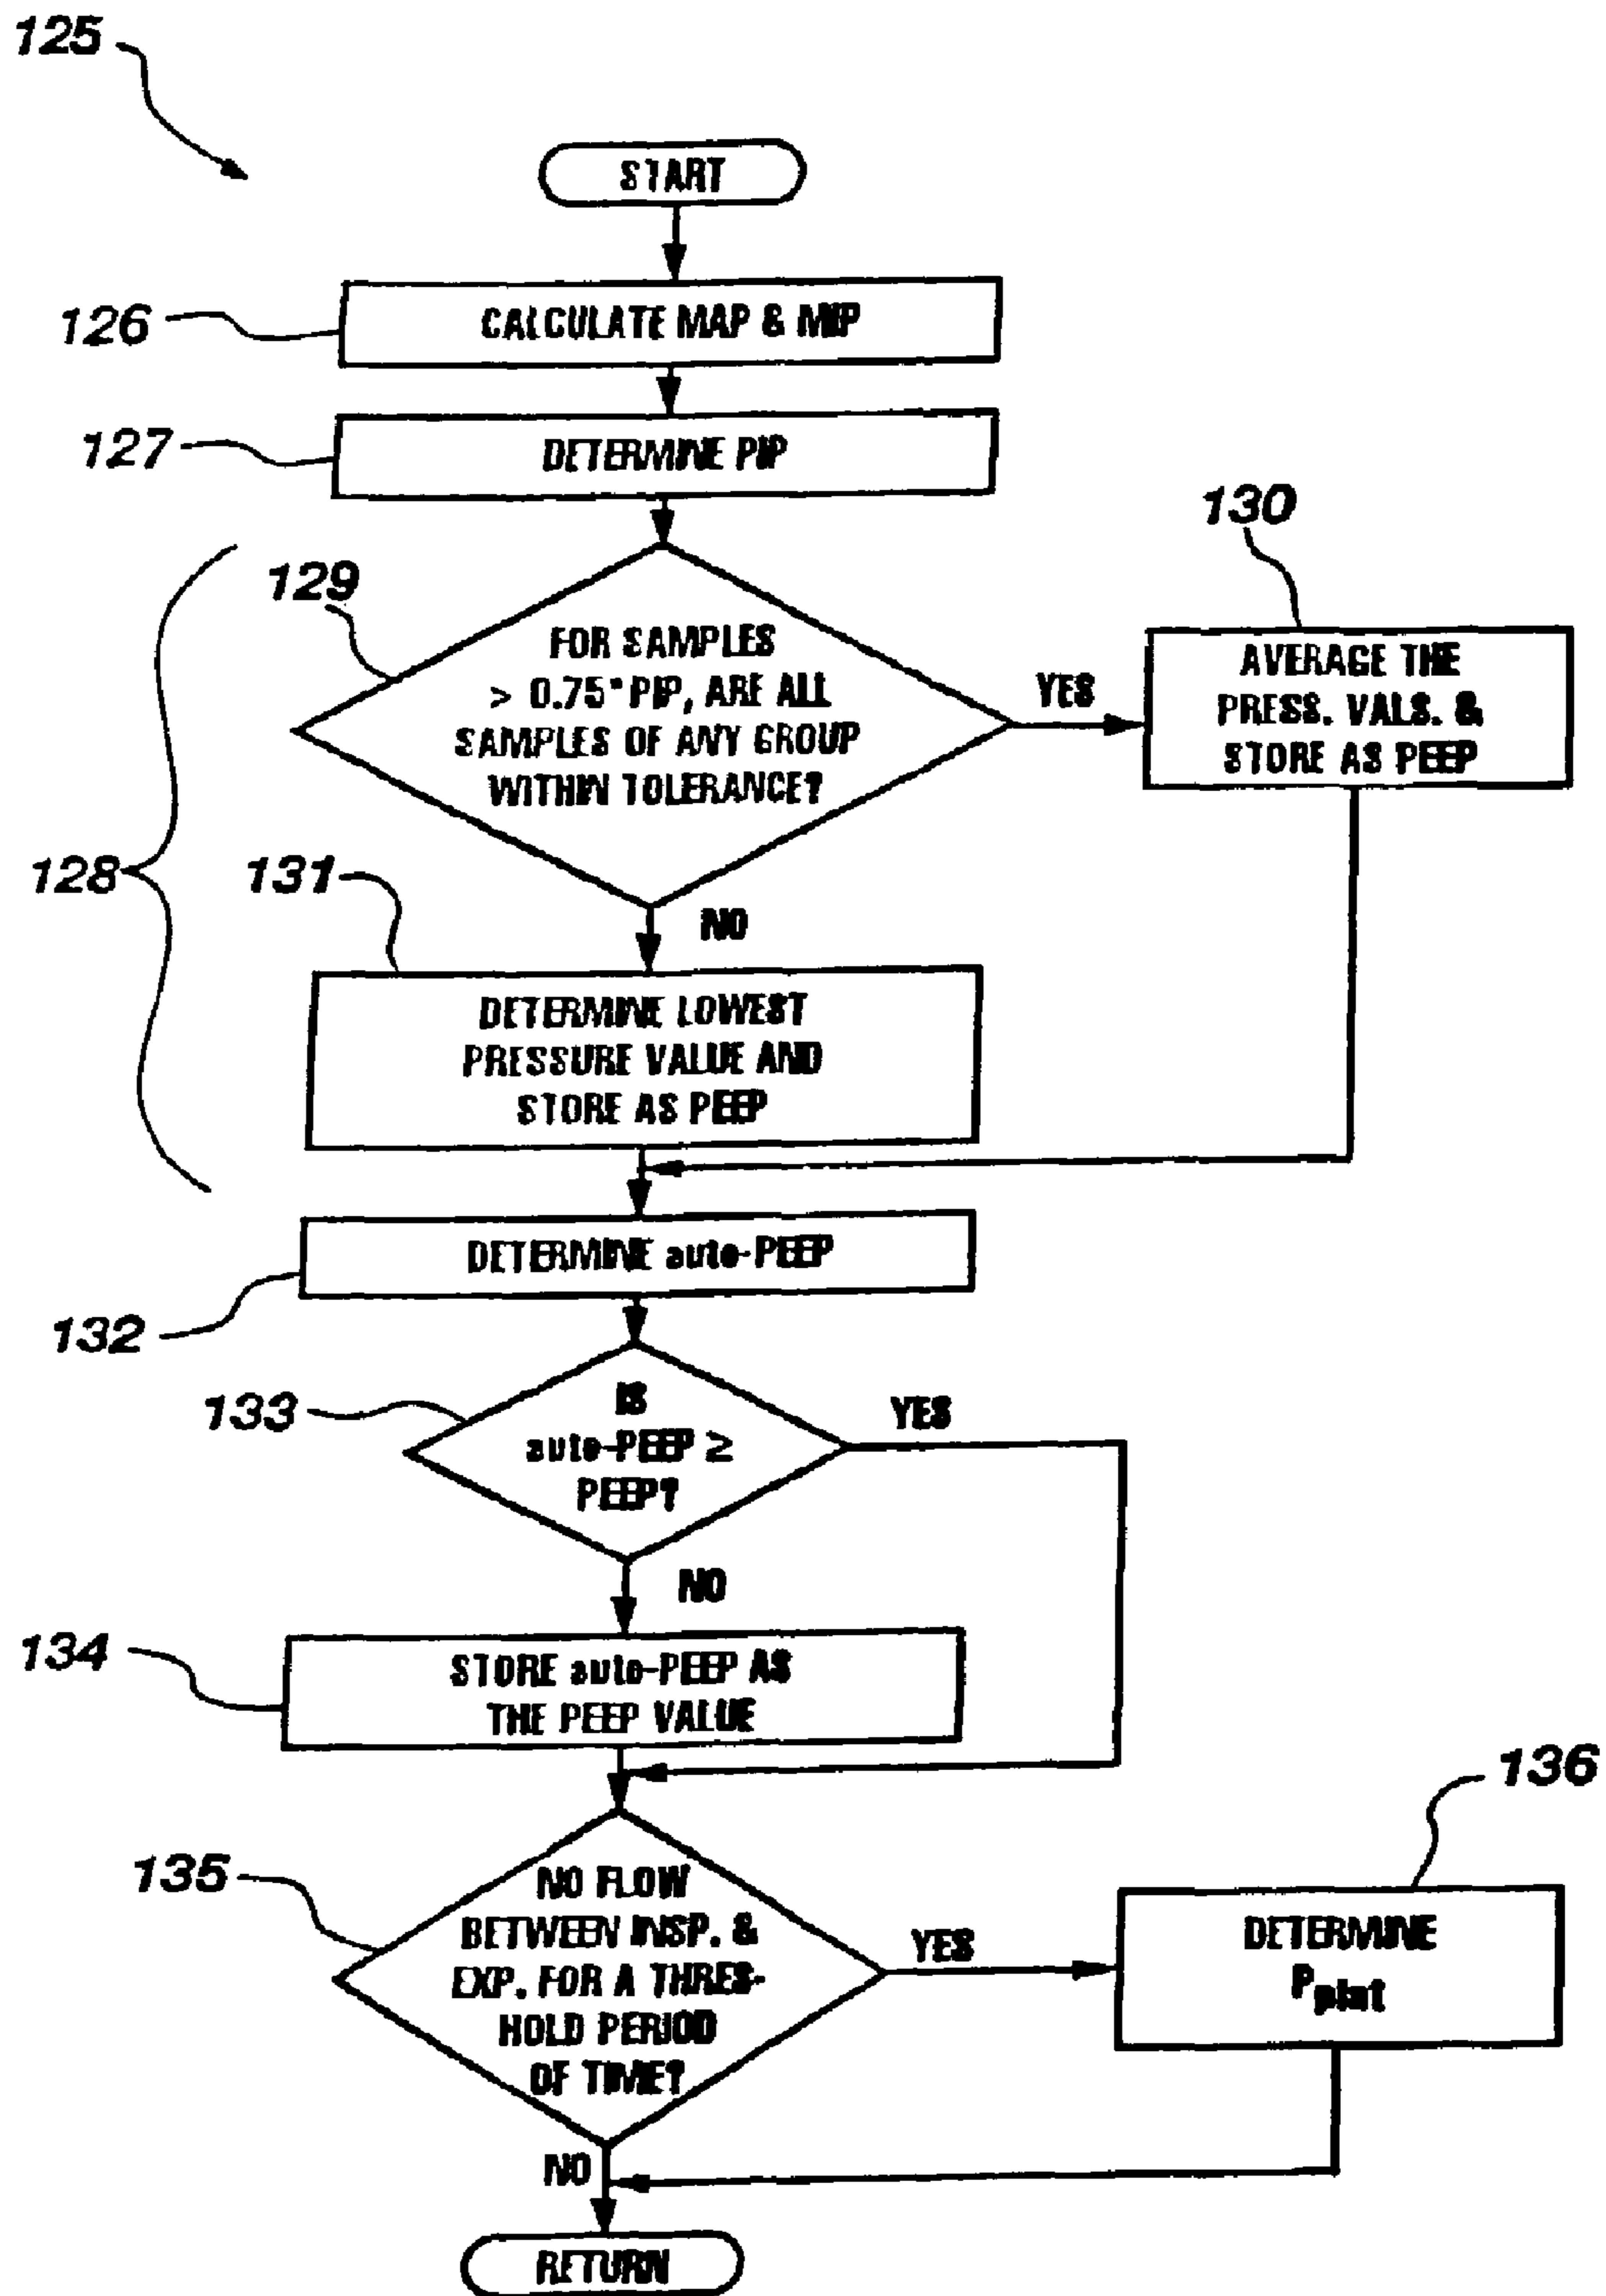 125
START
126
CALCULATE MAP & MIP
127
DETERMINE PIP
128
129
FOR SAMPLES
> 0.75*PIP, ARE ALL
SAMPLES OF ANY GROUP
WITHIN TOLERANCE?
YES
130
AVERAGE THE
PRESS. VALS. &
STORE AS PEEP
NO
131
DETERMINE LOWEST
PRESSURE VALUE AND
STORE AS PEEP
132
DETERMINE auto-PEEP
133
IS
auto-PEEP ≥
PEEP?
YES
NO
134
STORE auto-PEEP AS
THE PEEP VALUE
135
NO FLOW
BETWEEN INSP. &
EXP. FOR A THRES-
HOLD PERIOD
OF TIME?
YES
136
DETERMINE
Pplat
NO
RETURN